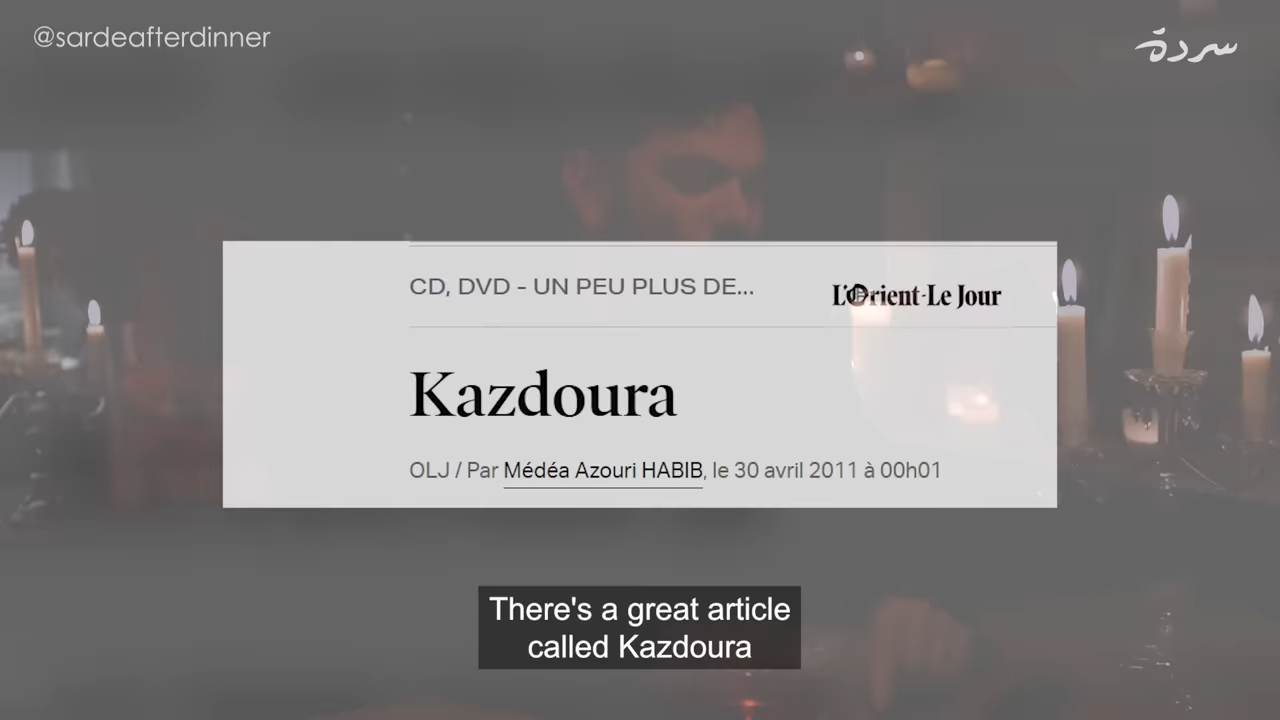 @sardeafterdinner
سردة
CD, DVD - UN PEU PLUS DE...
L'Orient-Le Jour
Kazdoura
OLJ / Par Médéa Azouri HABIB, le 30 avril 2011 à 00h01
There's a great article
called Kazdoura